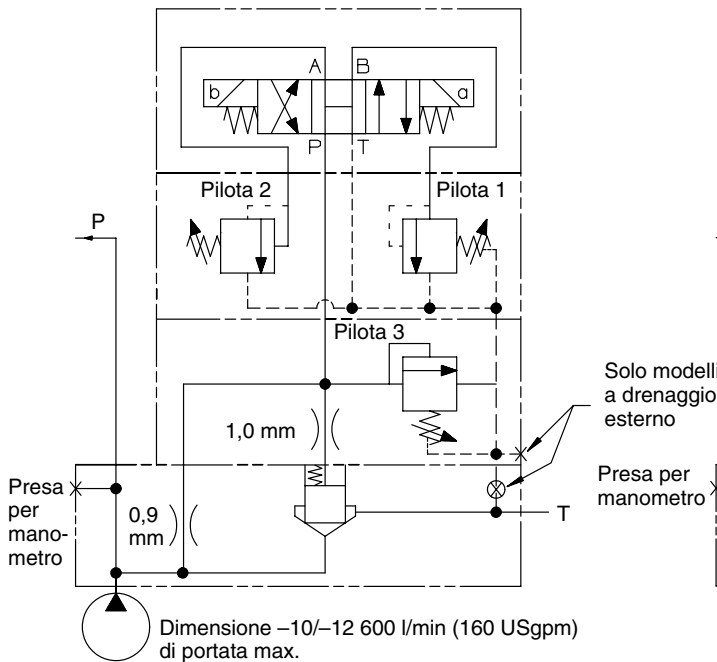 A B
b a
P T
Pilota 2 Pilota 1
P
Pilota 3
Solo modelli
a drenaggio
esterno
1,0 mm
Presa
per
mano-
metro
0,9
mm
T
Presa per
manometro
Dimensione –10/–12 600 l/min (160 USgpm)
di portata max.